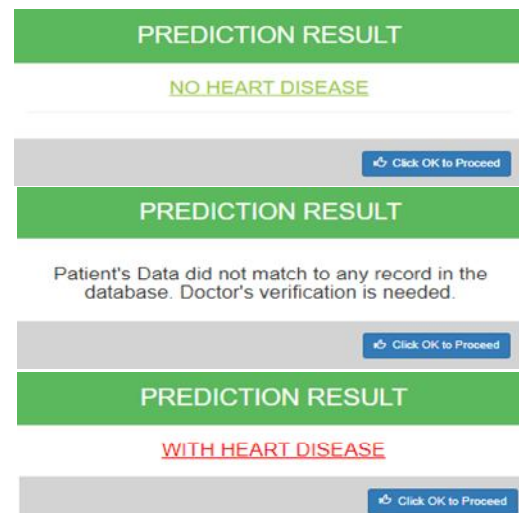 PREDICTION RESULT
NO HEART DISEASE
Click OK to Proceed
PREDICTION RESULT
Patient's Data did not match to any record in the
database. Doctor's verification is needed.
Click OK to Proceed
PREDICTION RESULT
WITH HEART DISEASE
Click OK to Proceed